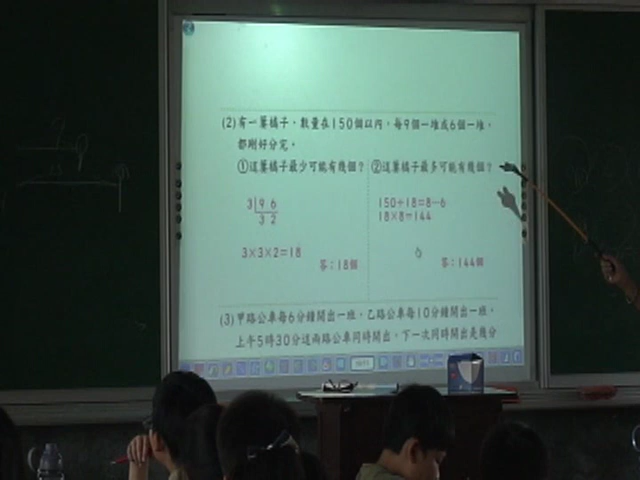 (2)有一簍橘子,數量在150個以內,每9個一堆或6個一堆,
都剛好分完。
①這簍橘子最少可能有幾個?
3 9 6
3 2
3×3×2=18
答:18個
②這簍橘子最多可能有幾個?
150÷18=8…6
18×8=144
答:144個
(3)甲路公車每6分鐘開出一班,乙路公車每10分鐘開出一班,
上午5時30分這兩路公車同時開出,下一次同時開出是幾分